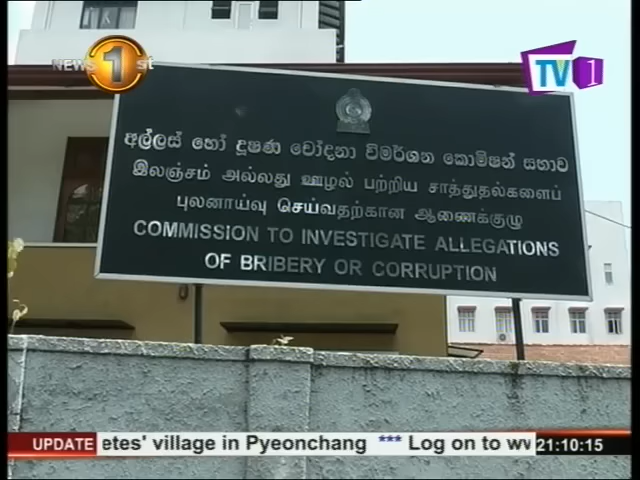 NEWS 1st
TV1
අල්ලස් හෝ දූෂණ චෝදනා විමර්ශන කොමිෂන් සභාව
இலஞ்சம் அல்லது ஊழல் பற்றிய சாத்துதல்களைப்
புலனாய்வு செய்வதற்கான ஆணைக்குழு
COMMISSION TO INVESTIGATE ALLEGATIONS
OF BRIBERY OR CORRUPTION
UPDATE etes' village in Pyeonchang *** Log on to wv 21:10:15